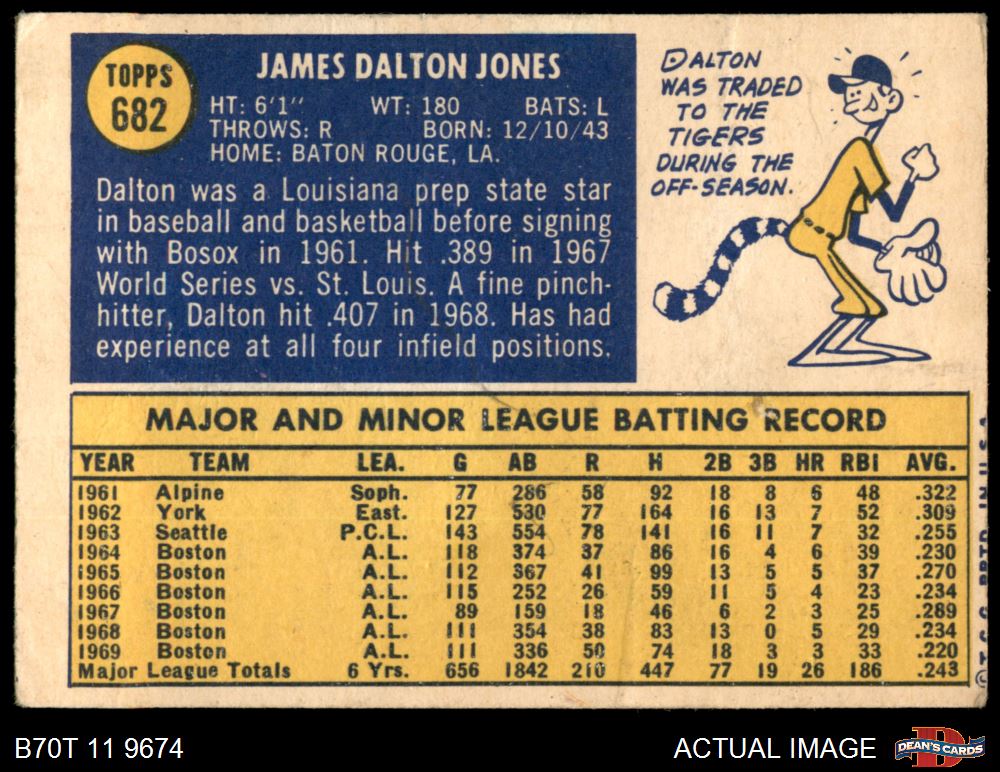 TOPPS
682
JAMES DALTON JONES
HT: 6'1" WT: 180 BATS: L
THROWS: R BORN: 12/10/43
HOME: BATON ROUGE, LA.
Dalton was a Louisiana prep state star
in baseball and basketball before signing
with Bosox in 1961. Hit .389 in 1967
World Series vs. St. Louis. A fine pinch-
hitter, Dalton hit .407 in 1968. Has had
experience at all four infield positions.
DALTON
WAS TRADED
TO THE
TIGERS
DURING THE
OFF-SEASON.
MAJOR AND MINOR LEAGUE BATTING RECORD
YEAR TEAM LEA. G AB R H 2B 3B HR RBI AVG.
1961 Alpine Soph. 77 286 58 92 18 8 6 48 .322
1962 York East. 127 530 77 164 16 13 7 52 .309
1963 Seattle P.C.L. 143 554 78 141 16 11 7 32 .255
1964 Boston A.L. 118 374 37 86 16 4 6 39 .230
1965 Boston A.L. 112 367 41 99 13 5 5 37 .270
1966 Boston A.L. 115 252 26 59 11 5 4 23 .234
1967 Boston A.L. 89 159 18 46 6 2 3 25 .289
1968 Boston A.L. 111 354 38 83 13 0 5 29 .234
1969 Boston A.L. 111 336 50 74 18 3 3 33 .220
Major League Totals 6 Yrs. 656 1842 210 447 77 19 26 186 .243
B70T 11 9674
ACTUAL IMAGE
DEAN'S CARDS